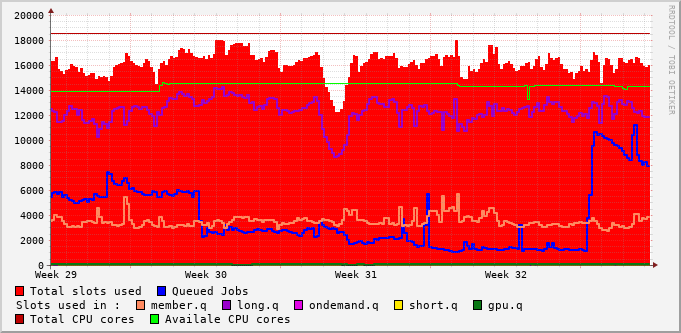 20000
18000
16000
14000
12000
10000
8000
6000
4000
2000
0
Week 29 Week 30 Week 31 Week 32
Total slots used Queued Jobs
Slots used in : member.q long.q ondemand.q short.q gpu.q
Total CPU cores Availale CPU cores
RRDTOOL / TOBI OETIKER